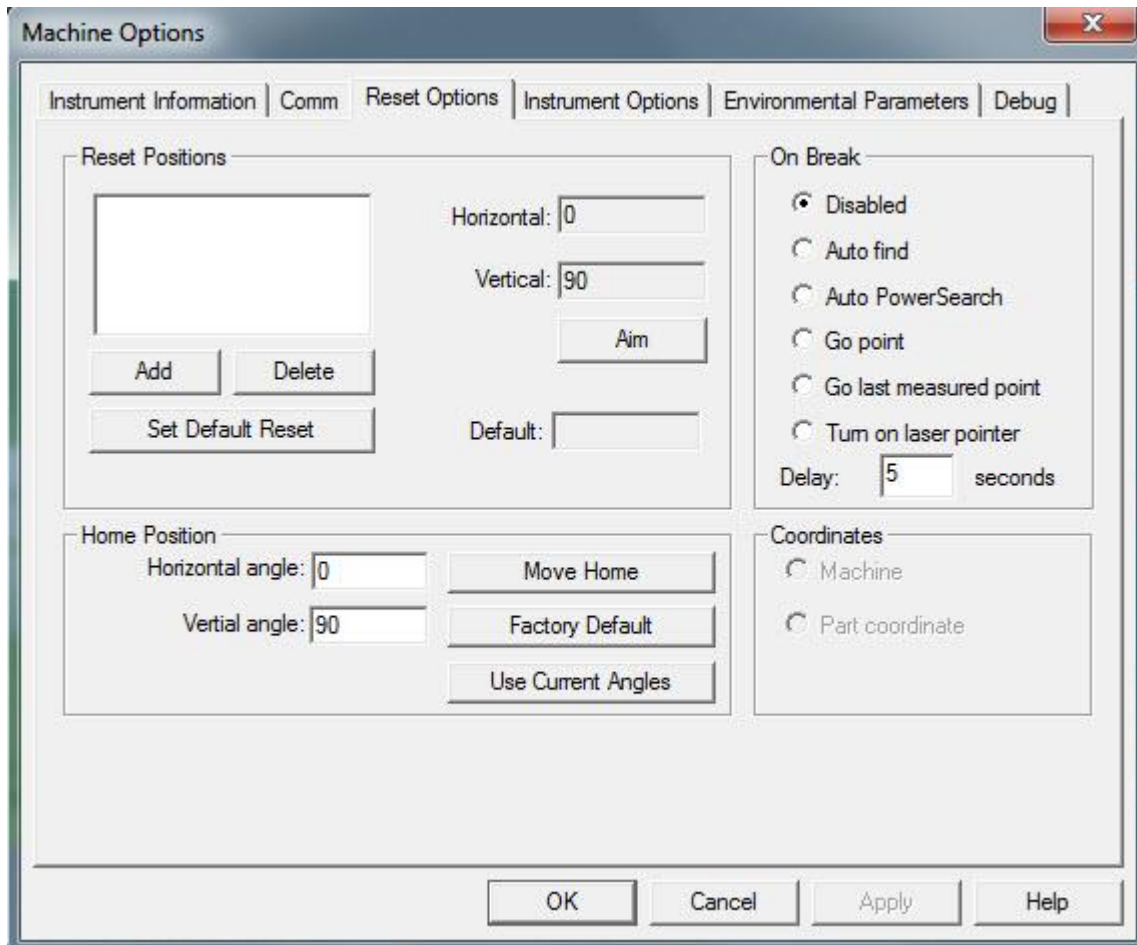 Machine Options
Instrument Information Comm Reset Options Instrument Options Environmental Parameters Debug
Reset Positions
Horizontal: 0
Vertical: 90
Aim
Add Delete
Set Default Reset
Default:
On Break
Disabled
Auto find
Auto PowerSearch
Go point
Go last measured point
Turn on laser pointer
Delay: 5 seconds
Home Position
Horizontal angle: 0
Move Home
Vertial angle: 90
Factory Default
Use Current Angles
Coordinates
Machine
Part coordinate
OK Cancel Apply Help